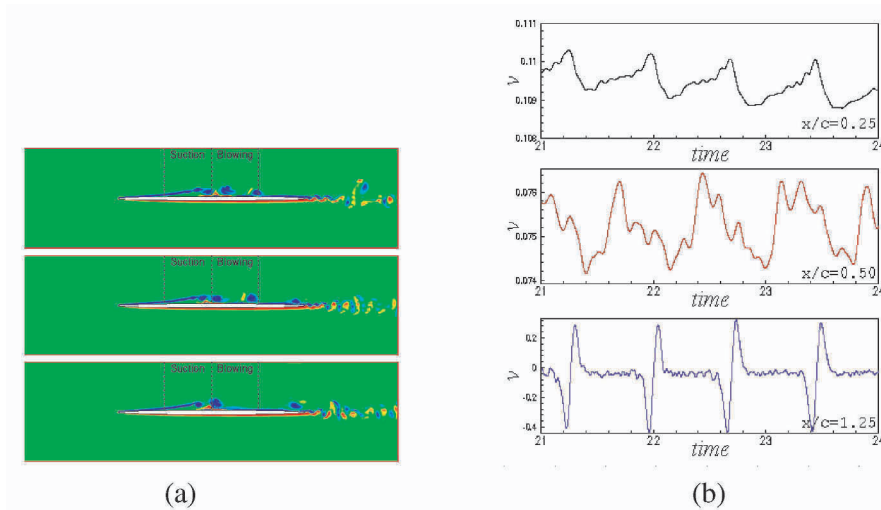 Suction Blowing
Suction Blowing
Suction Blowing
(a)
0.111
0.11
0.109
0.108
v
x/c=0.25
21 22 23 24
time
0.076
0.075
0.074
v
x/c=0.50
21 22 23 24
time
0.2
0
-0.2
-0.4
v
x/c=1.25
21 22 23 24
time
(b)